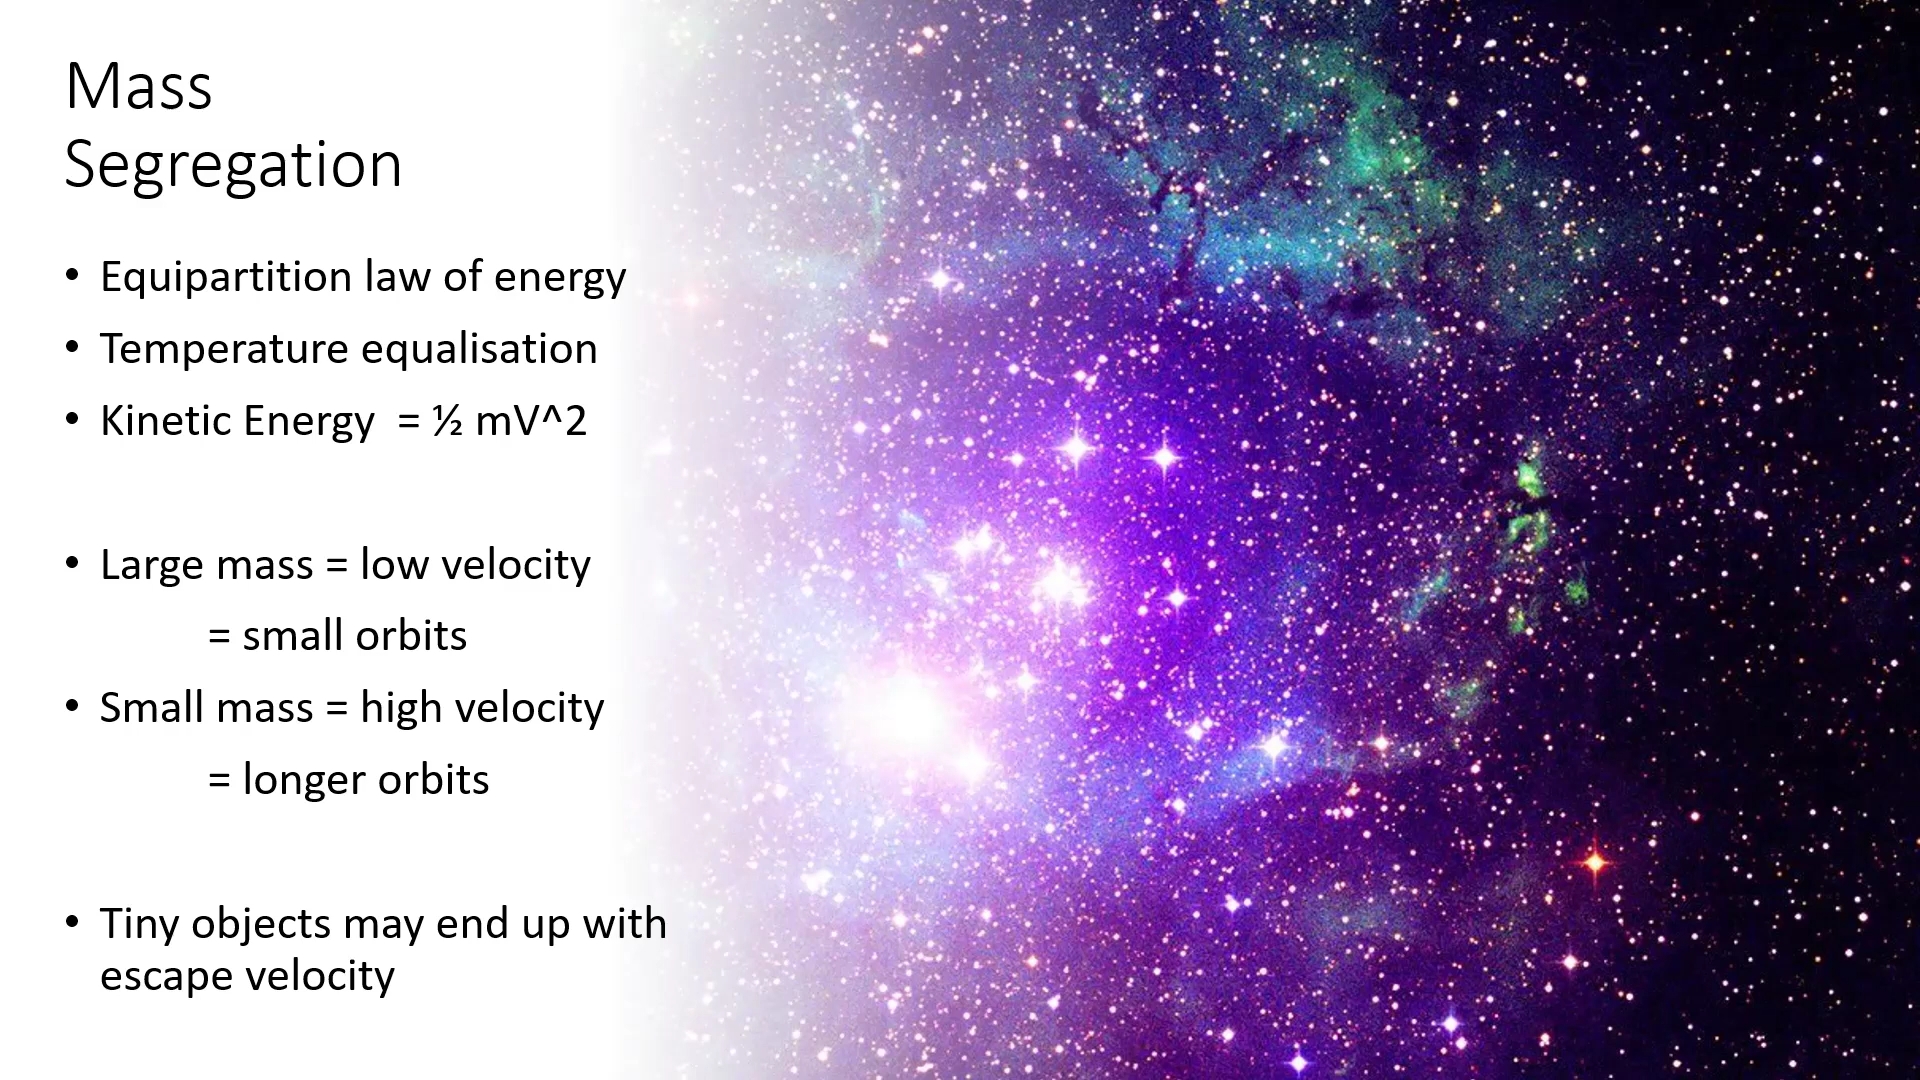 Mass
Segregation
• Equipartition law of energy
• Temperature equalisation
• Kinetic Energy  = ½ mV^2
• Large mass = low velocity
= small orbits
• Small mass = high velocity
= longer orbits
• Tiny objects may end up with
escape velocity